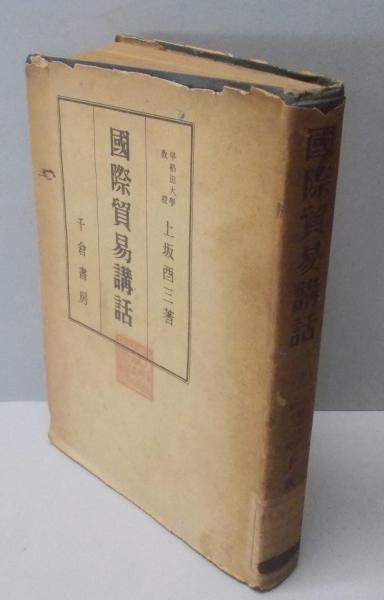 早稻田大學
教授
上坂酉三著
國際貿易講話
千倉書房
國際貿易講話